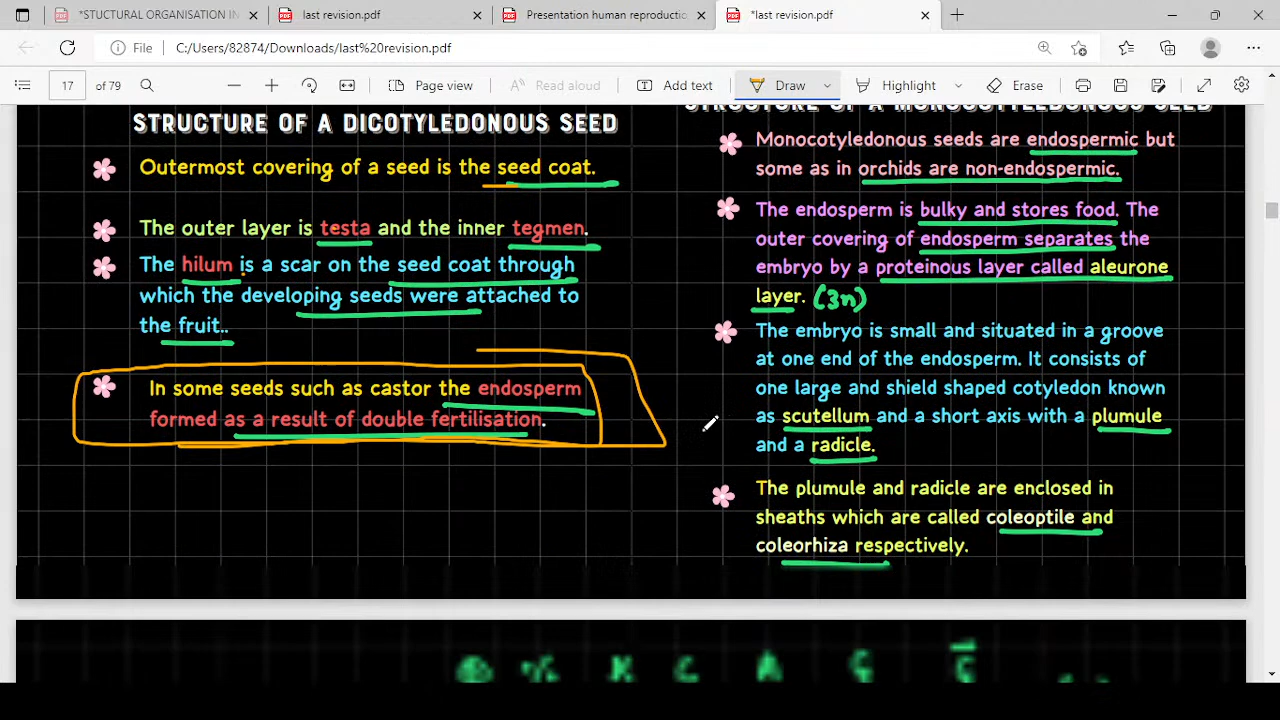 *STUCTURAL ORGANISATION IN
last revision.pdf
Presentation human reproductio
*last revision.pdf
File
C:/Users/82874/Downloads/last%20revision.pdf
17 of 79
Page view
Read aloud
Add text
Draw
Highlight
Erase
STRUCTURE OF A DICOTYLEDONOUS SEED
Outermost covering of a seed is the seed coat.
The outer layer is testa and the inner tegmen.
The hilum is a scar on the seed coat through
which the developing seeds were attached to
the fruit..
In some seeds such as castor the endosperm
formed as a result of double fertilisation.
STRUCTURE OF A MONOCOTYLEDONOUS SEED
Monocotyledonous seeds are endospermic but
some as in orchids are non-endospermic.
The endosperm is bulky and stores food. The
outer covering of endosperm separates the
embryo by a proteinous layer called aleurone
layer. (3n)
The embryo is small and situated in a groove
at one end of the endosperm. It consists of
one large and shield shaped cotyledon known
as scutellum and a short axis with a plumule
and a radicle.
The plumule and radicle are enclosed in
sheaths which are called coleoptile and
coleorhiza respectively.